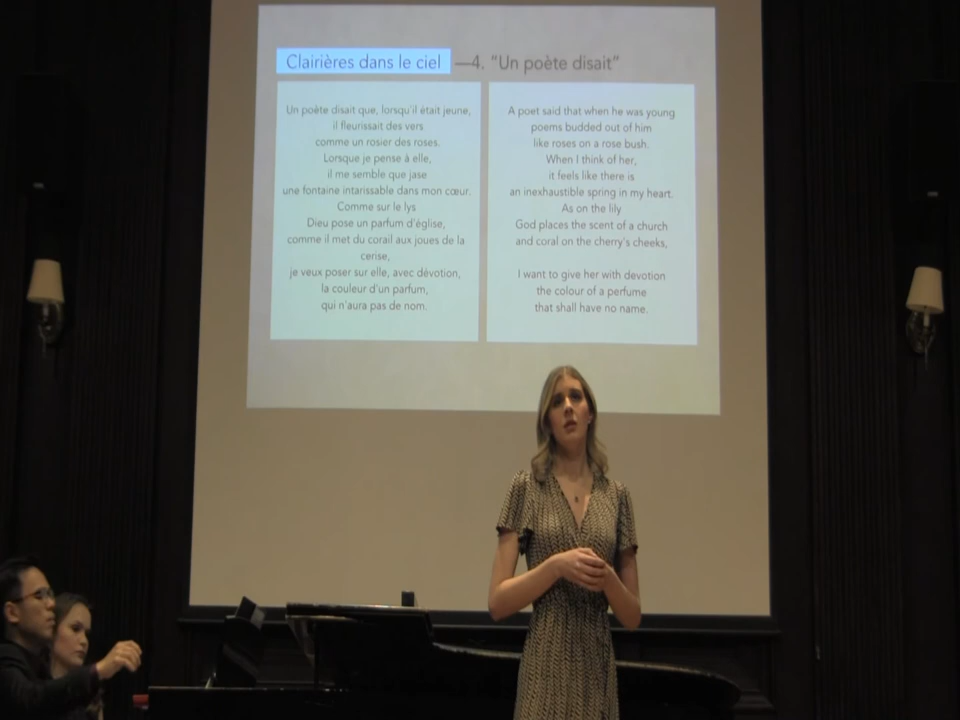 Clairières dans le ciel —4. “Un poète disait”
Un poète disait que, lorsqu'il était jeune,
il fleurissait des vers
comme un rosier des roses.
Lorsque je pense à elle,
il me semble que jase
une fontaine intarissable dans mon cœur.
Comme sur le lys
Dieu pose un parfum d'église,
comme il met du corail aux joues de la
cerise,
je veux poser sur elle, avec dévotion,
la couleur d'un parfum,
qui n'aura pas de nom.
A poet said that when he was young
poems budded out of him
like roses on a rose bush.
When I think of her,
it feels like there is
an inexhaustible spring in my heart.
As on the lily
God places the scent of a church
and coral on the cherry's cheeks,
I want to give her with devotion
the colour of a perfume
that shall have no name.